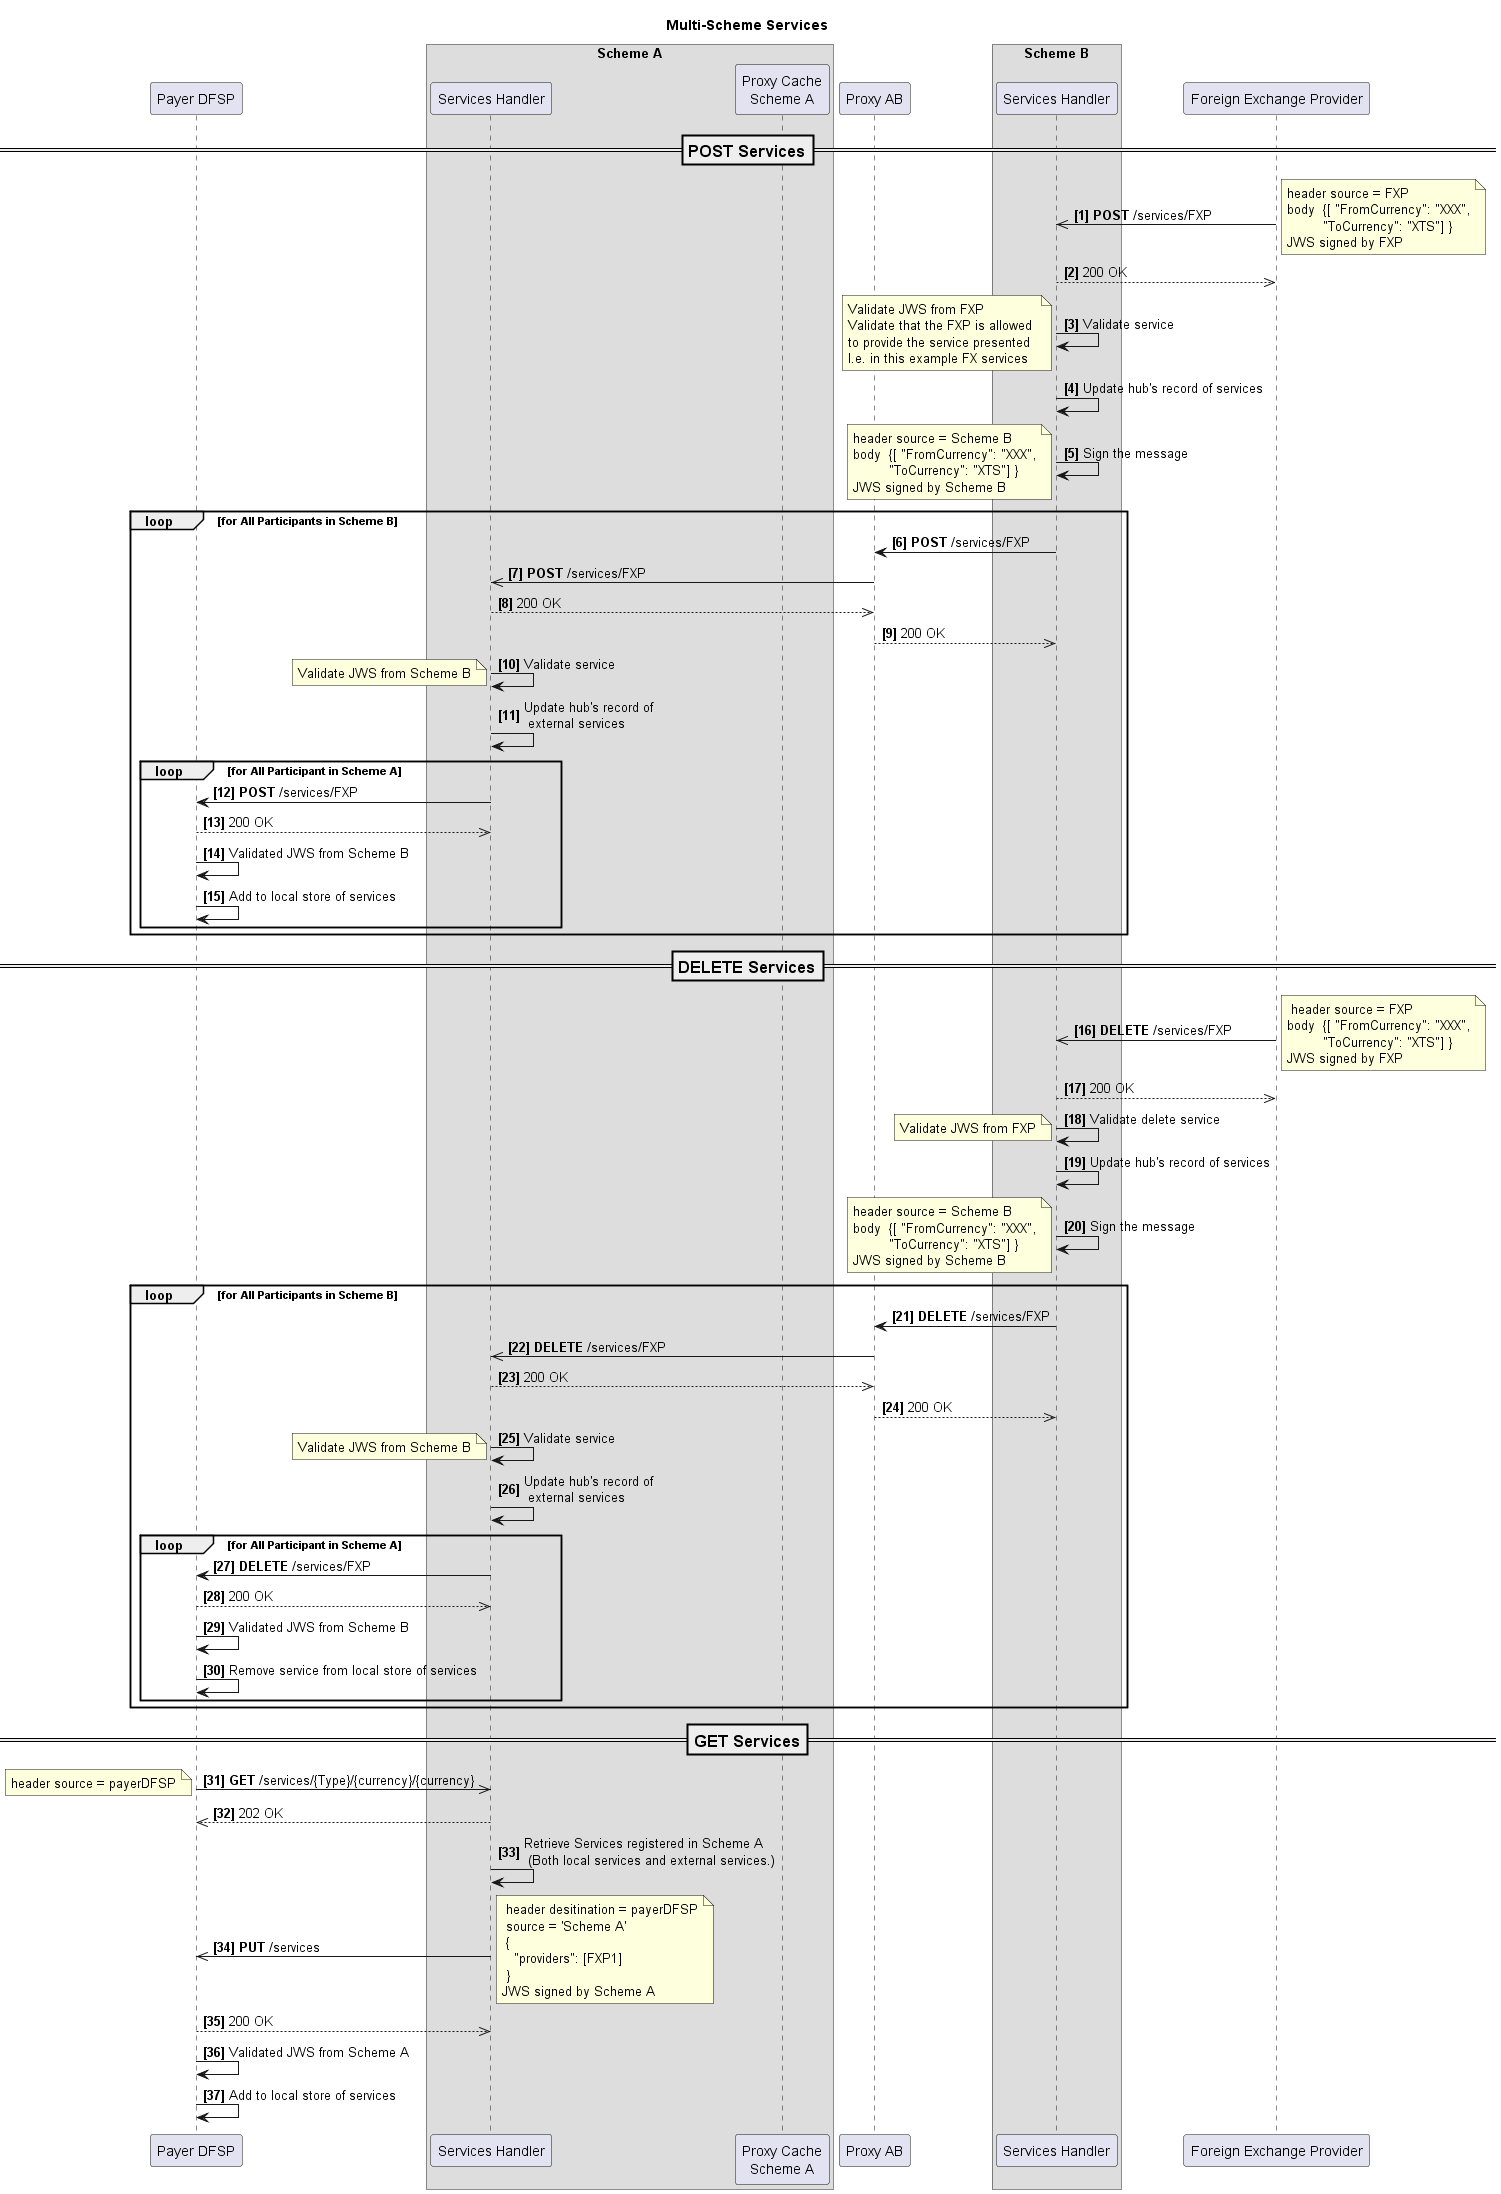 Multi-Scheme Services
Scheme A
Scheme B
Payer DFSP
Services Handler
Proxy Cache
Scheme A
Proxy AB
Services Handler
Foreign Exchange Provider
POST Services
header source = FXP
body {[ "FromCurrency": "XXX",
"ToCurrency": "XTS"] }
JWS signed by FXP
[1] POST /services/FXP
[2] 200 OK
Validate JWS from FXP
Validate that the FXP is allowed
to provide the service presented
I.e. in this example FX services
[3] Validate service
[4] Update hub's record of services
header source = Scheme B
body {[ "FromCurrency": "XXX",
"ToCurrency": "XTS"] }
JWS signed by Scheme B
[5] Sign the message
loop [for All Participants in Scheme B]
[6] POST /services/FXP
[7] POST /services/FXP
[8] 200 OK
[9] 200 OK
Validate JWS from Scheme B
[10] Validate service
[11] Update hub's record of
external services
loop [for All Participant in Scheme A]
[12] POST /services/FXP
[13] 200 OK
[14] Validated JWS from Scheme B
[15] Add to local store of services
DELETE Services
header source = FXP
body {[ "FromCurrency": "XXX",
"ToCurrency": "XTS"] }
JWS signed by FXP
[16] DELETE /services/FXP
[17] 200 OK
Validate JWS from FXP
[18] Validate delete service
[19] Update hub's record of services
header source = Scheme B
body {[ "FromCurrency": "XXX",
"ToCurrency": "XTS"] }
JWS signed by Scheme B
[20] Sign the message
loop [for All Participants in Scheme B]
[21] DELETE /services/FXP
[22] DELETE /services/FXP
[23] 200 OK
[24] 200 OK
Validate JWS from Scheme B
[25] Validate service
[26] Update hub's record of
external services
loop [for All Participant in Scheme A]
[27] DELETE /services/FXP
[28] 200 OK
[29] Validated JWS from Scheme B
[30] Remove service from local store of services
GET Services
header source = payerDFSP
[31] GET /services/{Type}/{currency}/{currency}
[32] 202 OK
[33] Retrieve Services registered in Scheme A
(Both local services and external services.)
header desitination = payerDFSP
source = 'Scheme A'
{
"providers": [FXP1]
}
JWS signed by Scheme A
[34] PUT /services
[35] 200 OK
[36] Validated JWS from Scheme A
[37] Add to local store of services
Payer DFSP
Services Handler
Proxy Cache
Scheme A
Proxy AB
Services Handler
Foreign Exchange Provider